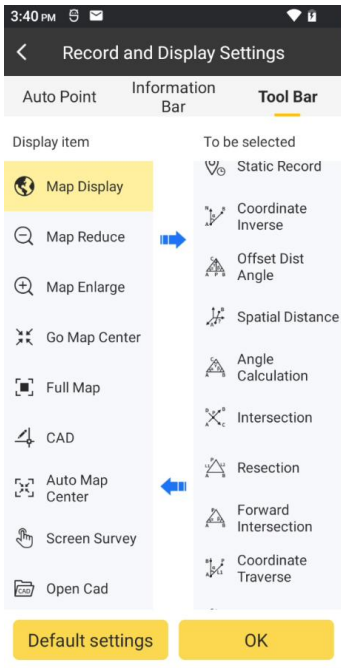 3:40 PM
Record and Display Settings
Auto Point
Information
Bar
Tool Bar
Display item
To be selected
Map Display
Map Reduce
Map Enlarge
Go Map Center
Full Map
CAD
Auto Map
Center
Screen Survey
CAD
Open Cad
Static Record
Coordinate
Inverse
Offset Dist
Angle
Spatial Distance
Angle
Calculation
Intersection
Resection
Forward
Intersection
Coordinate
Traverse
Default settings
OK